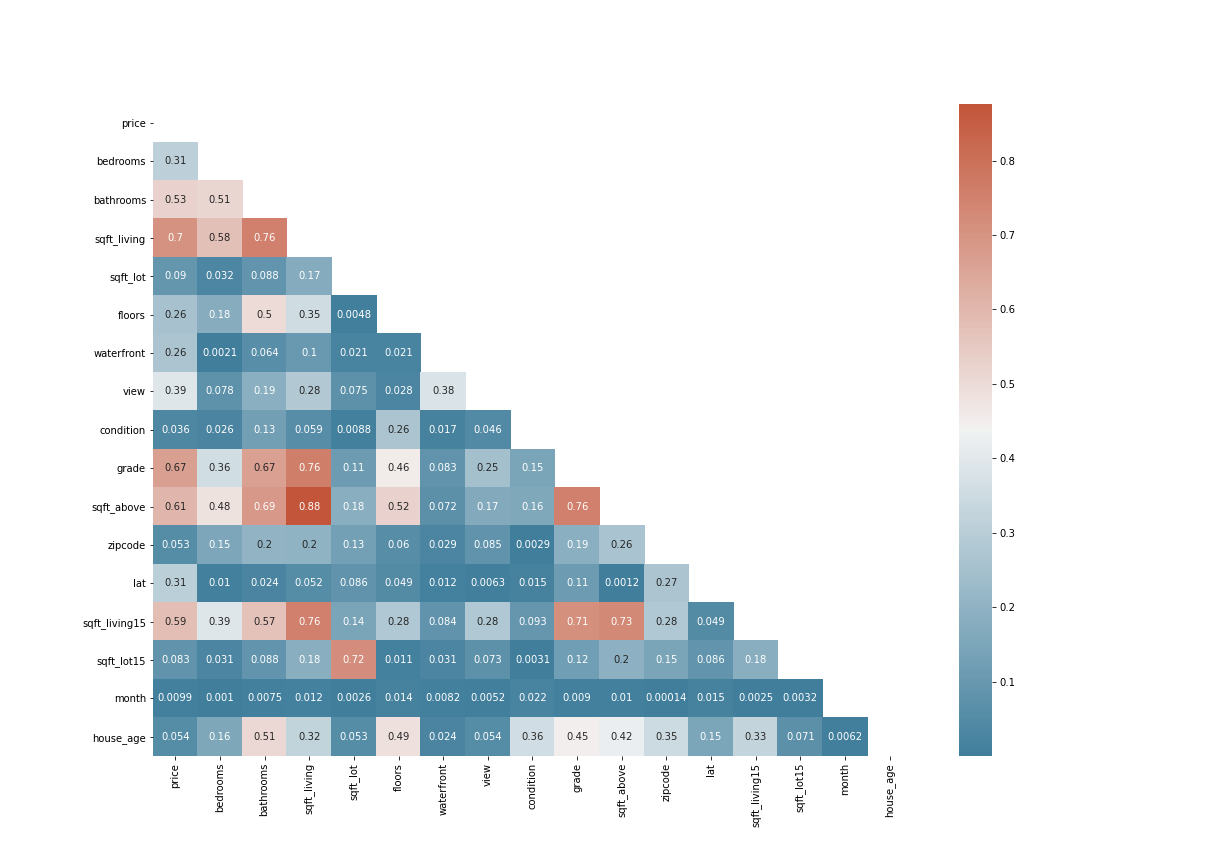 price
bedrooms 0.31
bathrooms 0.53 0.51
sqft_living 0.7 0.58 0.76
sqft_lot 0.09 0.032 0.088 0.17
floors 0.26 0.18 0.5 0.35 0.0048
waterfront 0.26 0.0021 0.064 0.1 0.021 0.021
view 0.39 0.078 0.19 0.28 0.075 0.028 0.38
condition 0.036 0.026 0.13 0.059 0.0088 0.26 0.017 0.046
grade 0.67 0.36 0.67 0.76 0.11 0.46 0.083 0.25 0.15
sqft_above 0.61 0.48 0.69 0.88 0.18 0.52 0.072 0.17 0.16 0.76
zipcode 0.053 0.15 0.2 0.2 0.13 0.06 0.029 0.085 0.0029 0.19 0.26
lat 0.31 0.01 0.024 0.052 0.086 0.049 0.012 0.0063 0.015 0.11 0.0012 0.27
sqft_living15 0.59 0.39 0.57 0.76 0.14 0.28 0.084 0.28 0.093 0.71 0.73 0.28 0.049
sqft_lot15 0.083 0.031 0.088 0.18 0.72 0.011 0.031 0.073 0.0031 0.12 0.2 0.15 0.086 0.18
month 0.0099 0.001 0.0075 0.012 0.0026 0.014 0.0082 0.0052 0.022 0.009 0.01 0.00014 0.015 0.0025 0.0032
house_age 0.054 0.16 0.51 0.32 0.053 0.49 0.024 0.054 0.36 0.45 0.42 0.35 0.15 0.33 0.071 0.0062
price bedrooms bathrooms sqft_living sqft_lot floors waterfront view condition grade sqft_above zipcode lat sqft_living15 sqft_lot15 month house_age
0.8
0.7
0.6
0.5
0.4
0.3
0.2
0.1